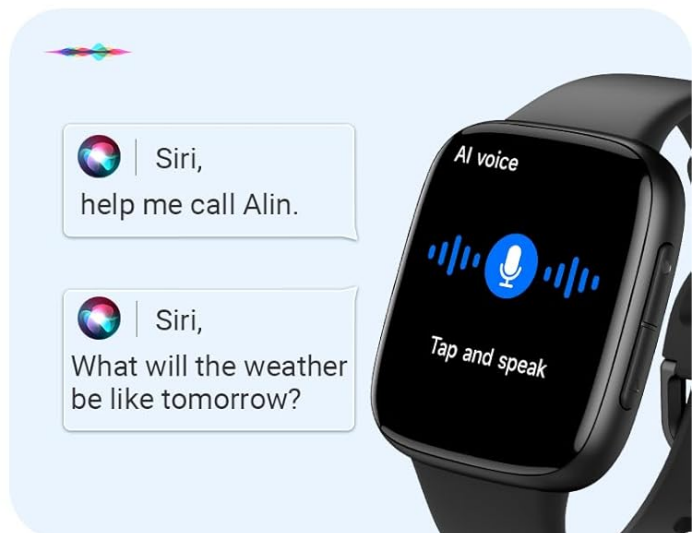 Siri,
help me call Alin.
Siri,
What will the weather
be like tomorrow?
AI voice
Tap and speak